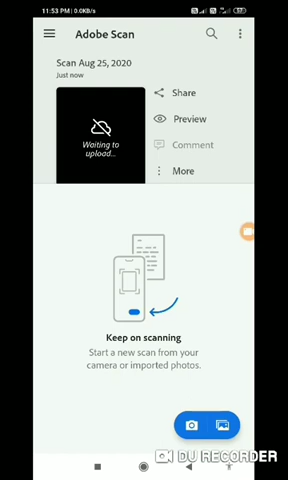 11:53 PM | 0.0KB/s
Adobe Scan
Scan Aug 25, 2020
Just now
Waiting to
upload...
Share
Preview
Comment
More
Keep on scanning
Start a new scan from your
camera or imported photos.
DU RECORDER